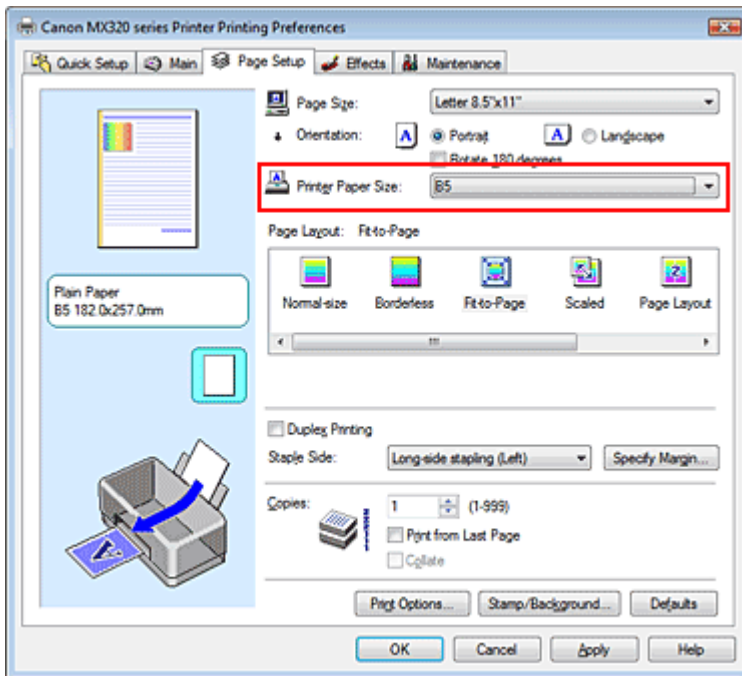 Canon MX320 series Printer Printing Preferences
Quick Setup Main Page Setup Effects Maintenance
Page Size: Letter 8.5"x11"
Orientation: A Portrait A Landscape
Rotate 180 degrees
Printer Paper Size: B5
Page Layout: Fit-to-Page
Normal-size Borderless Fit-to-Page Scaled Page Layout
Plain Paper
B5 182.0x257.0mm
Duplex Printing
Staple Side: Long-side stapling (Left) Specify Margin...
Copies: 1 (1-999)
Print from Last Page
Collate
Print Options... Stamp/Background... Defaults
OK Cancel Apply Help